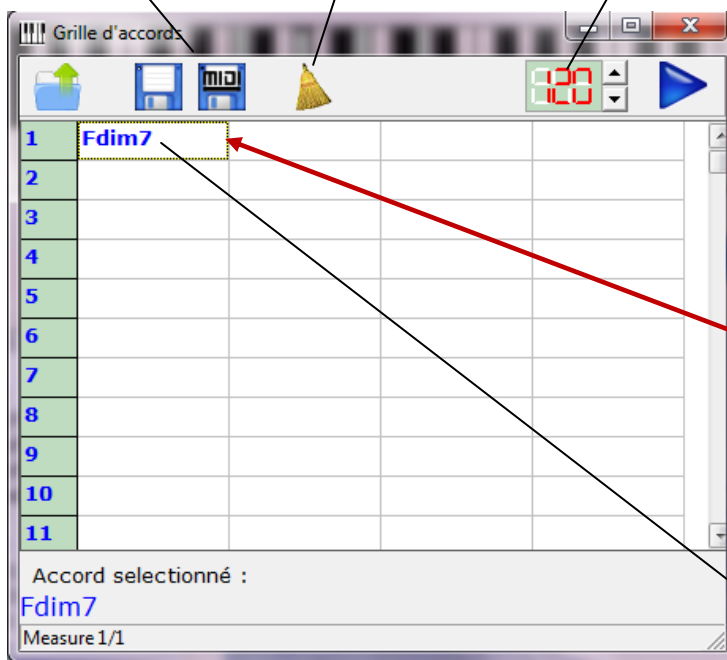 Grille d'accords
MIDI
120
1 Fdim7
2
3
4
5
6
7
8
9
10
11
Accord selectionné :
Fdim7
Measure 1/1